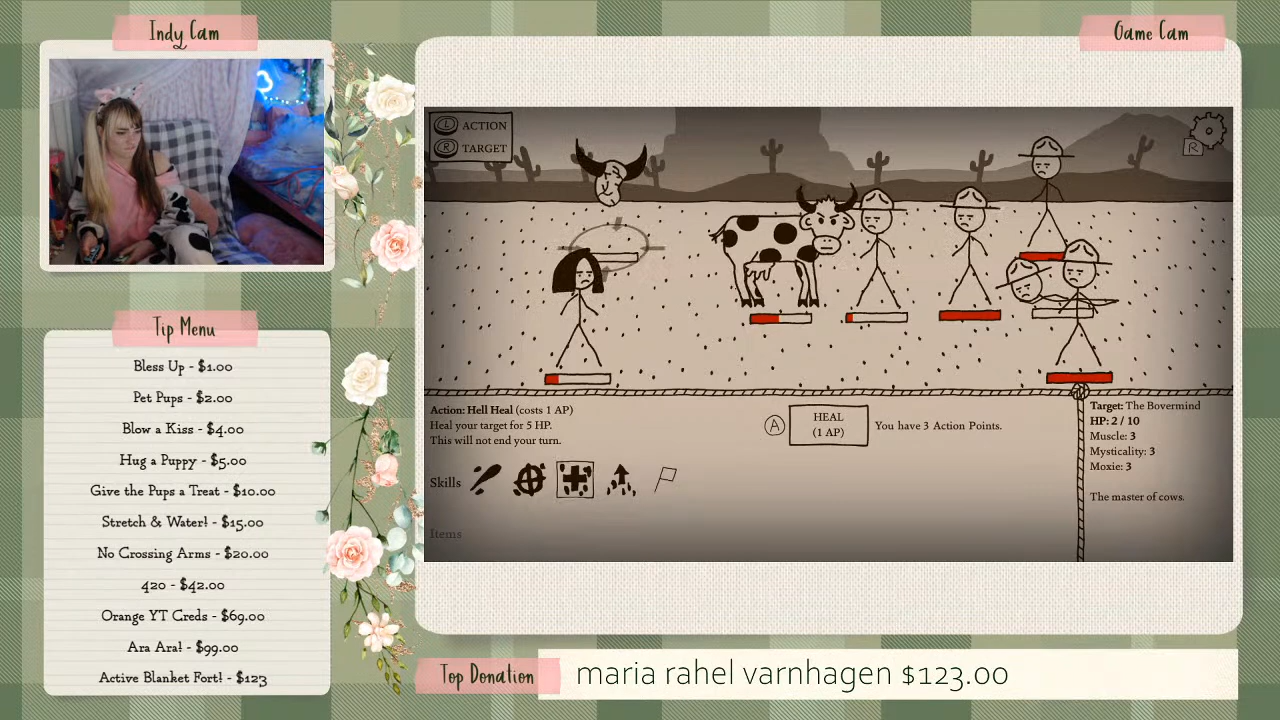 Indy Cam
Game Cam
L ACTION
R TARGET
R
Tip Menu
Bless Up - $1.00
Pet Pups - $2.00
Blow a Kiss - $4.00
Hug a Puppy - $5.00
Give the Pups a Treat - $10.00
Stretch & Water! - $15.00
No Crossing Arms - $20.00
420 - $42.00
Orange YT Creds - $69.00
Ara Ara! - $99.00
Active Blanket Fort! - $123
Action: Hell Heal (costs 1 AP)
Heal your target for 5 HP.
This will not end your turn.
A
HEAL
(1 AP)
You have 3 Action Points.
Skills
Items
Target: The Bovermind
HP: 2 / 10
Muscle: 3
Mysticality: 3
Moxie: 3
The master of cows.
Top Donation
maria rahel varnhagen $123.00